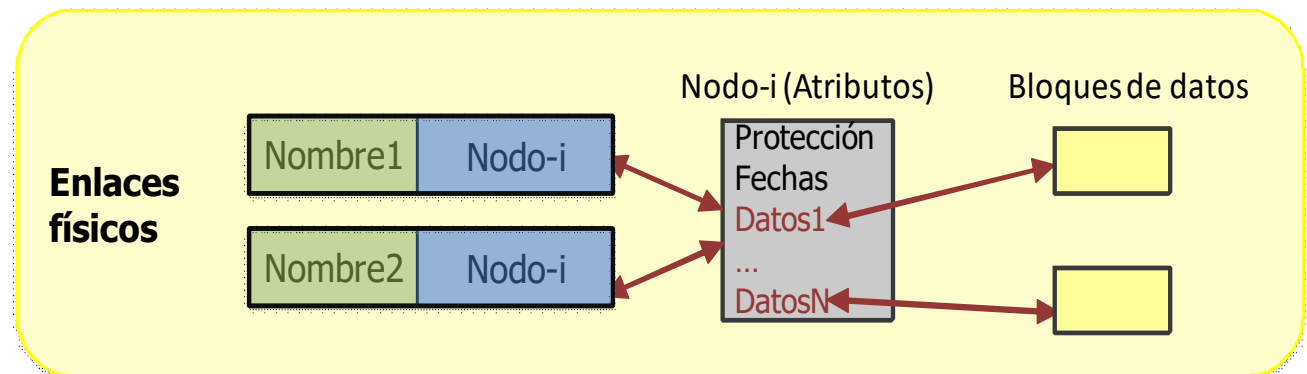 Enlaces
físicos
Nombre1 Nodo-i
Nombre2 Nodo-i
Nodo-i (Atributos)
Protección
Fechas
Datos1
...
DatosN
Bloques de datos